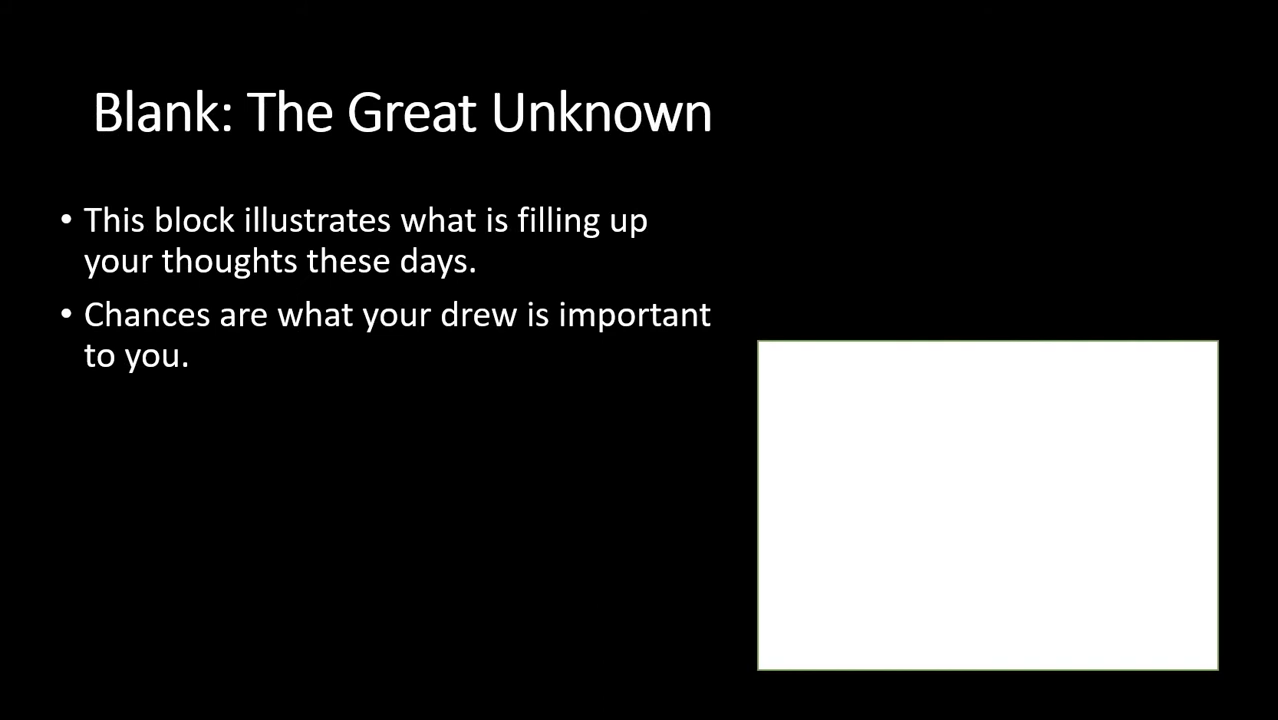 Blank: The Great Unknown
• This block illustrates what is filling up
your thoughts these days.
• Chances are what your drew is important
to you.